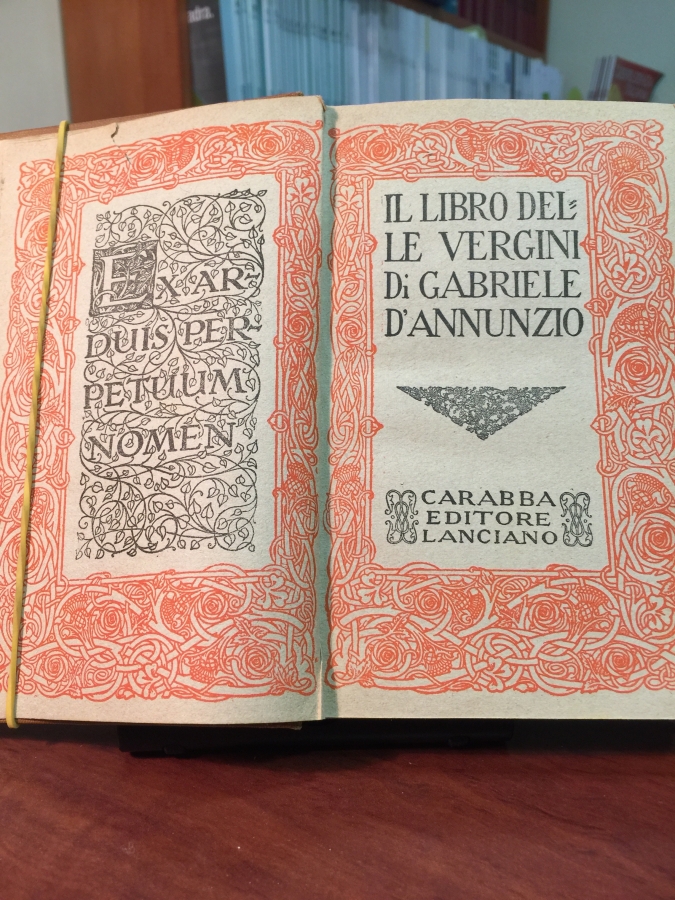 EX·AR-
DUIS PER-
PETUUM
NOMEN
IL LIBRO DEL-
LE VERGINI
Di GABRIELE
D'ANNUNZIO
CARABBA
EDITORE
LANCIANO